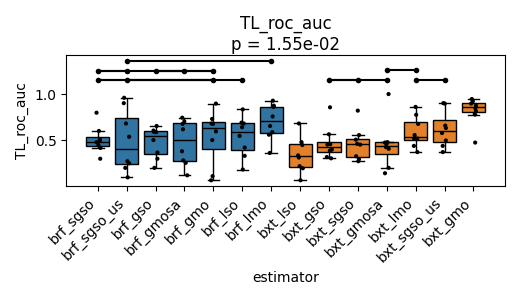 TL_roc_auc
p = 1.55e-02
TL_roc_auc
1.0
0.5
brf_sgso
brf_sgso_us
brf_gso
brf_gmosa
brf_gmo
brf_lso
brf_lmo
bxt_lso
bxt_gso
bxt_sgso
bxt_gmosa
bxt_lmo
bxt_sgso_us
bxt_gmo
estimator